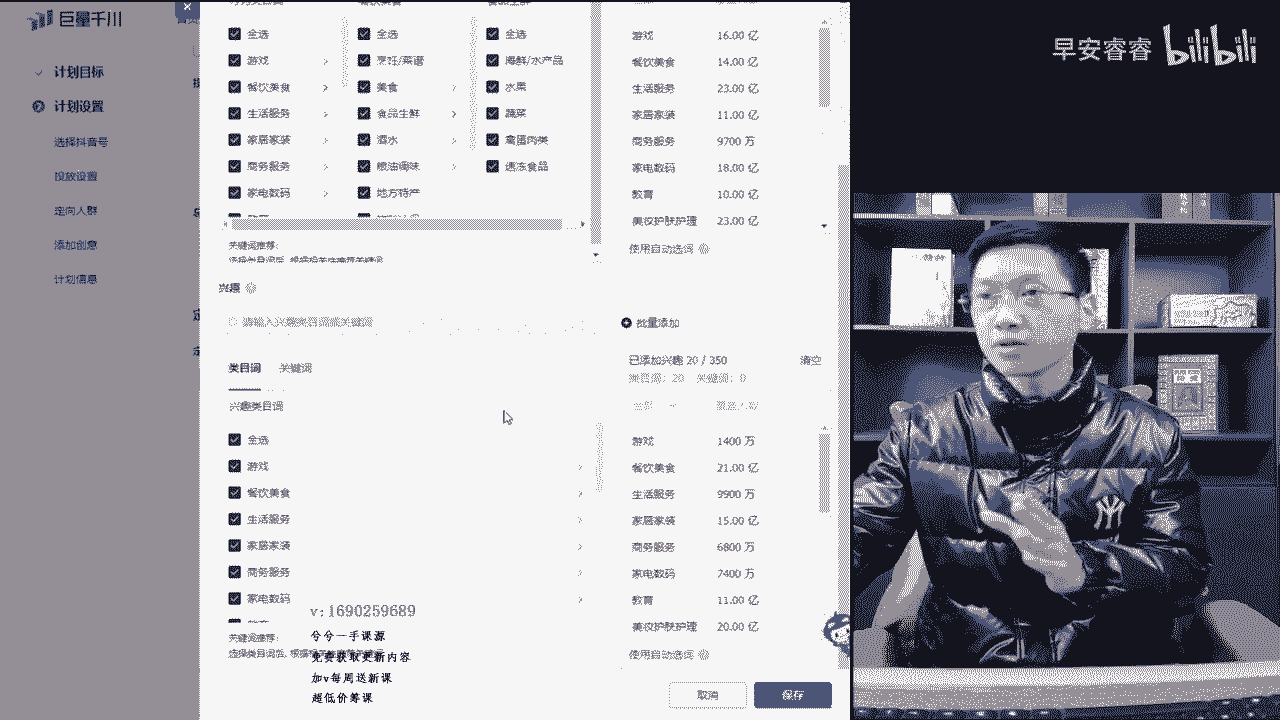 巨量千川
计划目标
计划设置
选择抖音号
投放设置
定向人群
添加创意
计划信息
全选
全选
全选
游戏
烹饪/菜谱
海鲜/水产品
餐饮美食
美食
水果
生活服务
食品生鲜
蔬菜
家居家装
酒水
禽蛋肉类
商务服务
粮油调味
速冻食品
家电数码
地方特产
关键词推荐:
游戏 16.00 亿
餐饮美食 14.00 亿
生活服务 23.00 亿
家居家装 11.00 亿
商务服务 9700 万
家电数码 18.00 亿
教育 10.00 亿
美妆护肤护理 23.00 亿
使用自动选词
兴趣
请输入兴趣类目词或关键词
批量添加
类目词 关键词
已添加兴趣 20 / 350 清空
类目词: 20 关键词: 0
兴趣类目词
全选
游戏
餐饮美食
生活服务
家居家装
商务服务
家电数码
关键词推荐:
游戏 1400 万
餐饮美食 21.00 亿
生活服务 9900 万
家居家装 15.00 亿
商务服务 6800 万
家电数码 7400 万
教育 11.00 亿
美妆护肤护理 20.00 亿
使用自动选词
v:1690259689
兮兮一手课源
免费获取更新内容
加v每周送新课
超低价筹课
取消 保存
早安睿睿 bilibili